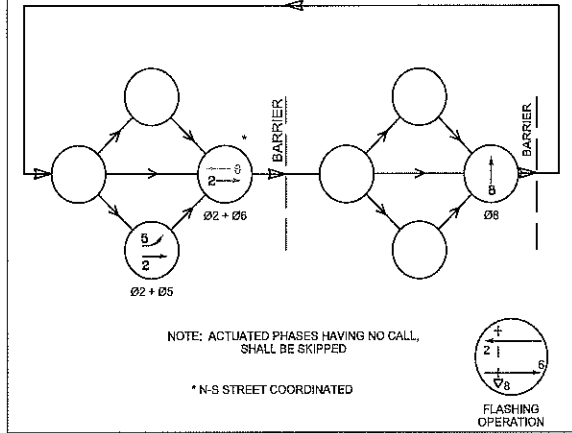 *
BARRIER
BARRIER
6
2
8
Ø2 + Ø6
Ø8
5
2
Ø2 + Ø5
NOTE: ACTUATED PHASES HAVING NO CALL,
SHALL BE SKIPPED
2
6
8
* N-S STREET COORDINATED
FLASHING
OPERATION